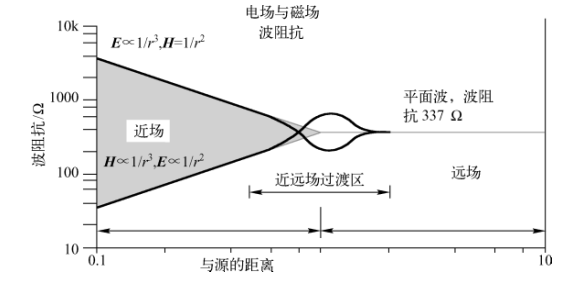 电场与磁场
波阻抗
10k
E∝1/r³,H=1/r²
1000
平面波，波阻
抗 337 Ω
波阻抗/Ω
近场
H∝1/r³,E∝1/r²
100
近远场过渡区
远场
10
0.1
与源的距离
10